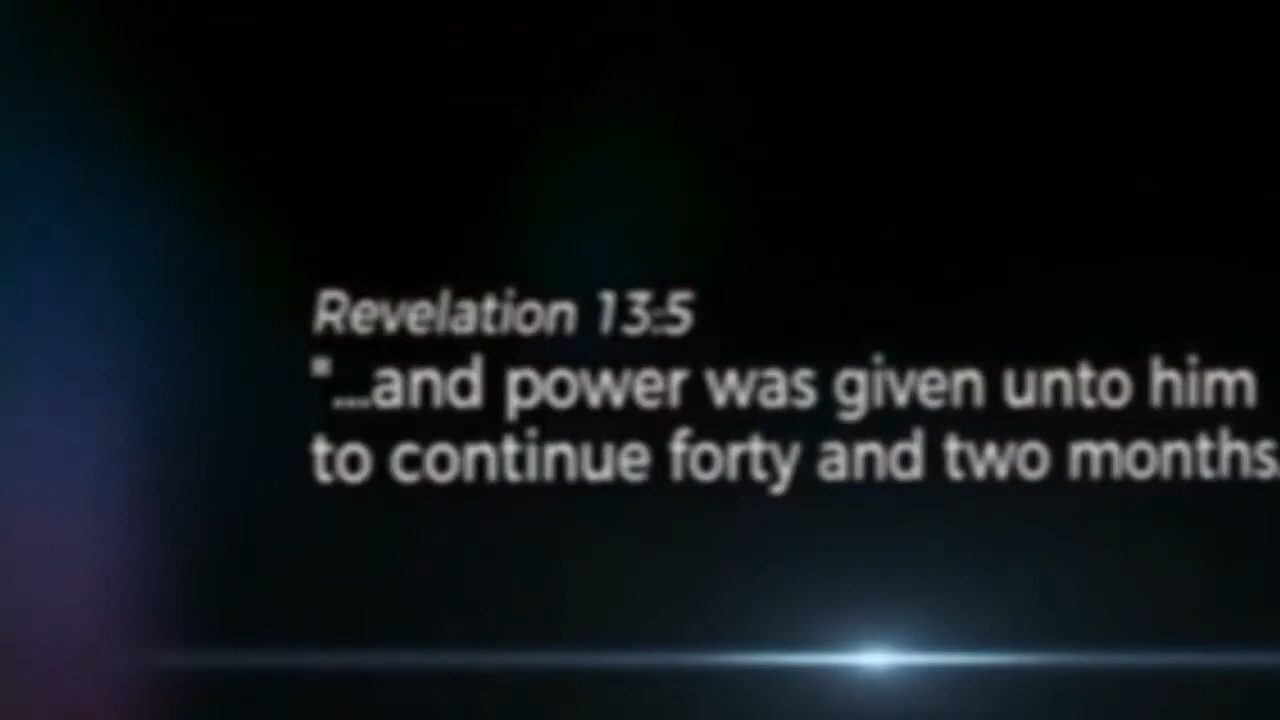 Revelation 13:5
"...and power was given unto him
to continue forty and two months